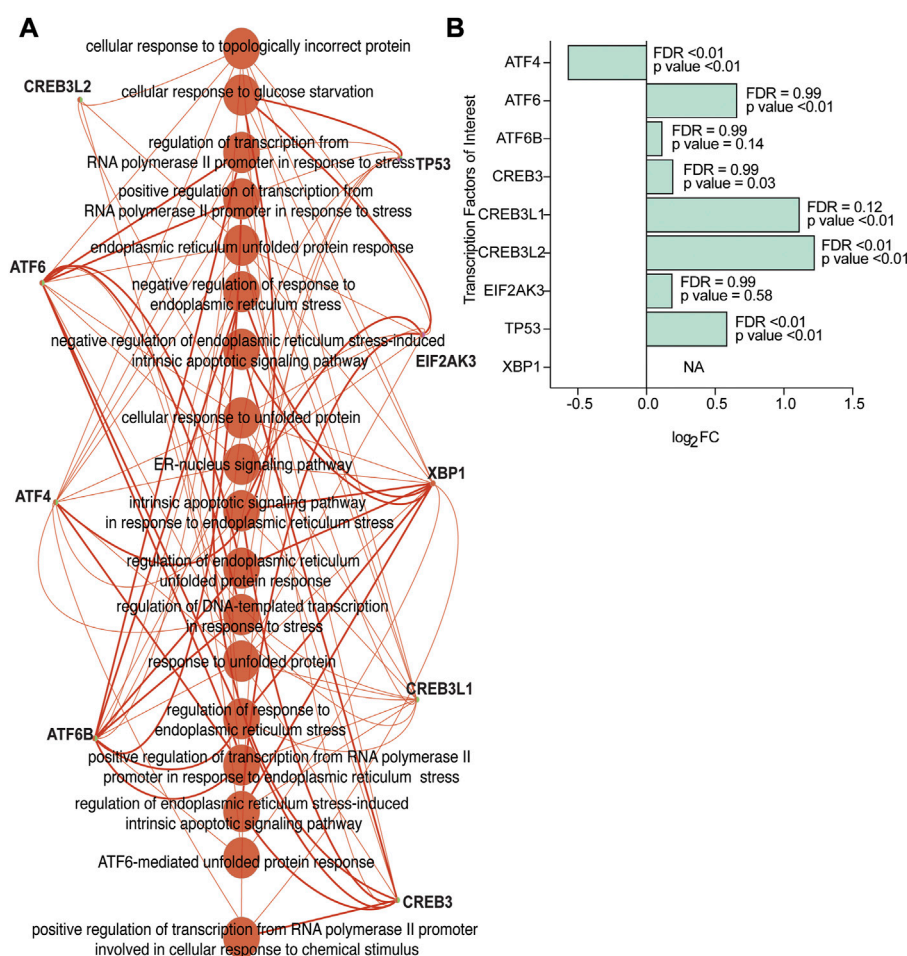 A
cellular response to topologically incorrect protein
CREB3L2
cellular response to glucose starvation
regulation of transcription from
RNA polymerase II promoter in response to stress
TP53
positive regulation of transcription from
RNA polymerase II promoter in response to stress
endoplasmic reticulum unfolded protein response
ATF6
negative regulation of response to
endoplasmic reticulum stress
negative regulation of endoplasmic reticulum stress-induced
intrinsic apoptotic signaling pathway
EIF2AK3
cellular response to unfolded protein
ER-nucleus signaling pathway
XBP1
ATF4
intrinsic apoptotic signaling pathway
in response to endoplasmic reticulum stress
regulation of endoplasmic reticulum
unfolded protein response
regulation of DNA-templated transcription
in response to stress
response to unfolded protein
CREB3L1
regulation of response to
endoplasmic reticulum stress
ATF6B
positive regulation of transcription from RNA polymerase II
promoter in response to endoplasmic reticulum stress
regulation of endoplasmic reticulum stress-induced
intrinsic apoptotic signaling pathway
ATF6-mediated unfolded protein response
CREB3
positive regulation of transcription from RNA polymerase II promoter
involved in cellular response to chemical stimulus
B
Transcription Factors of Interest
ATF4
FDR <0.01
p value <0.01
ATF6
FDR = 0.99
p value <0.01
ATF6B
FDR = 0.99
p value = 0.14
CREB3
FDR = 0.99
p value = 0.03
CREB3L1
FDR = 0.12
p value <0.01
CREB3L2
FDR <0.01
p value <0.01
EIF2AK3
FDR = 0.99
p value = 0.58
TP53
FDR <0.01
p value <0.01
XBP1
NA
-0.5 0.0 0.5 1.0 1.5
log2FC